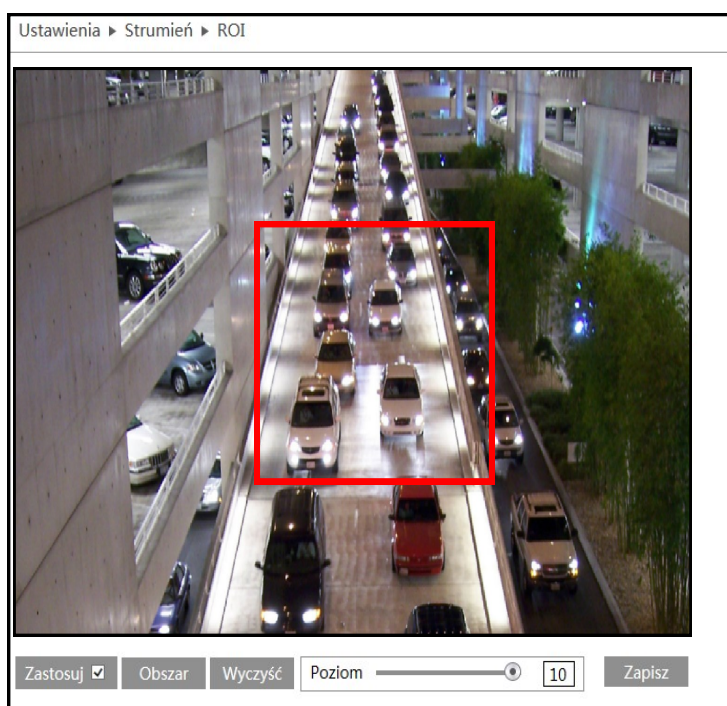 Ustawienia ▶ Strumień ▶ ROI
Zastosuj ☑ Obszar Wyczyść Poziom 10 Zapisz